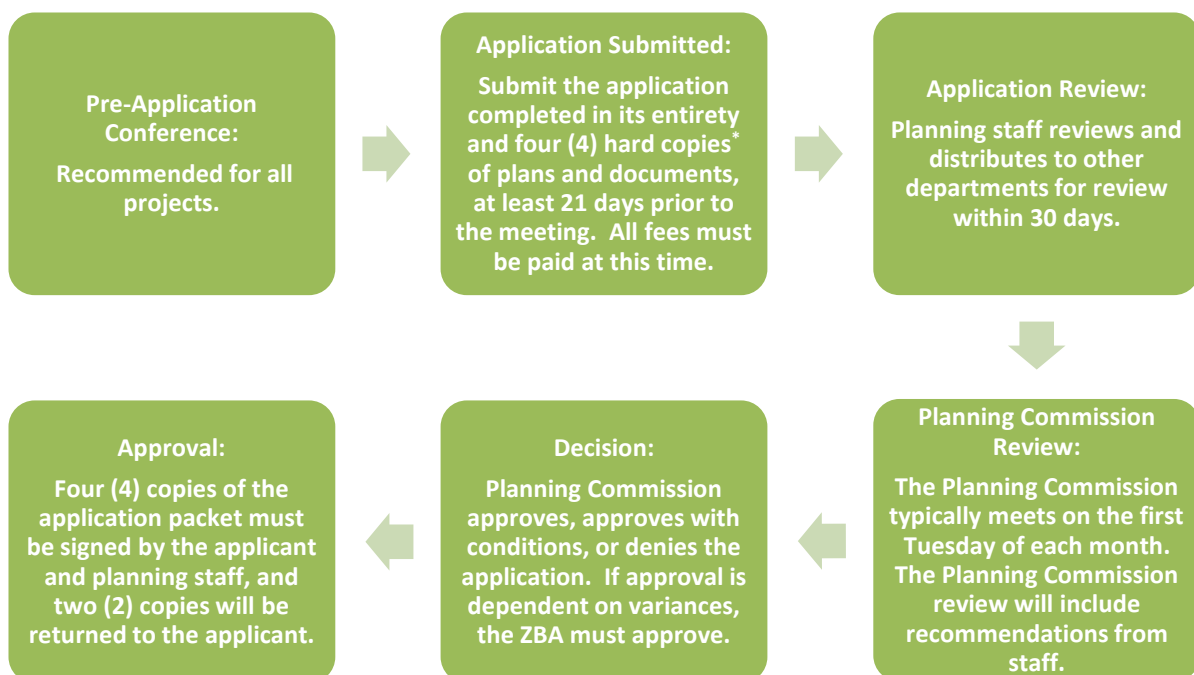 Pre-Application
Conference:
Recommended for all
projects.
Application Submitted:
Submit the application
completed in its entirety
and four (4) hard copies*
of plans and documents,
at least 21 days prior to
the meeting.  All fees must
be paid at this time.
Application Review:
Planning staff reviews and
distributes to other
departments for review
within 30 days.
Planning Commission
Review:
The Planning Commission
typically meets on the first
Tuesday of each month.
The Planning Commission
review will include
recommendations from
staff.
Decision:
Planning Commission
approves, approves with
conditions, or denies the
application.  If approval is
dependent on variances,
the ZBA must approve.
Approval:
Four (4) copies of the
application packet must
be signed by the applicant
and planning staff, and
two (2) copies will be
returned to the applicant.